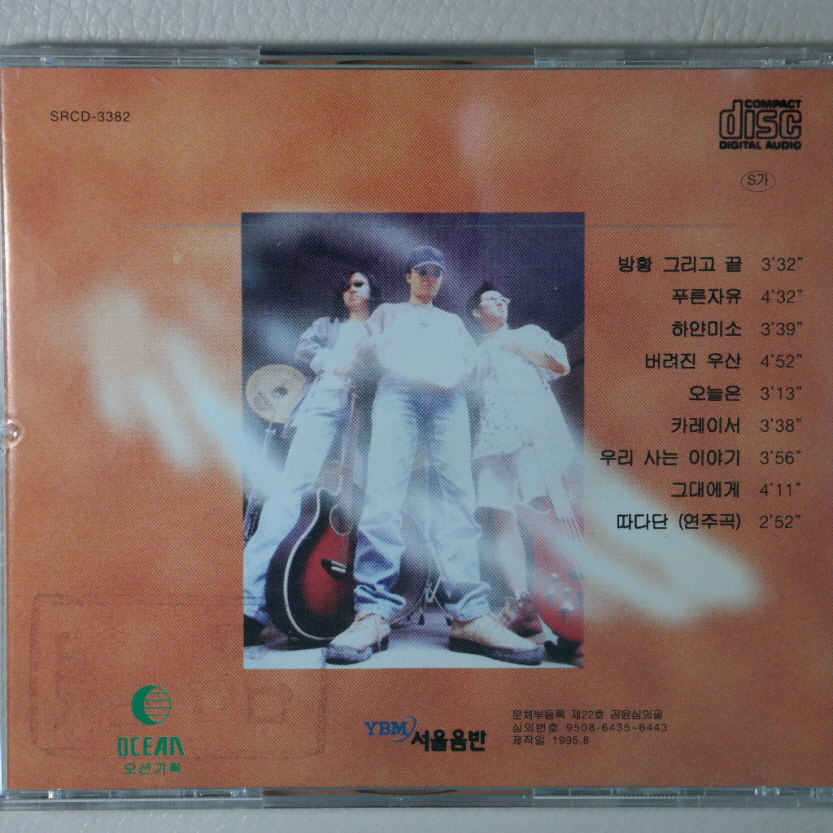 SRCD-3382
COMPACT
disc
DIGITAL AUDIO
S가
방황 그리고 끝 3'32"
푸른자유 4'32"
하얀미소 3'39"
버려진 우산 4'52"
오늘은 3'13"
카레이서 3'38"
우리 사는 이야기 3'56"
그대에게 4'11"
따다단 (연주곡) 2'52"
OCEAN
오션기획
YBM 서울음반
문체부등록 제22호 공윤심의필
심의번호 9508-6435~6443
제작일 1995.8